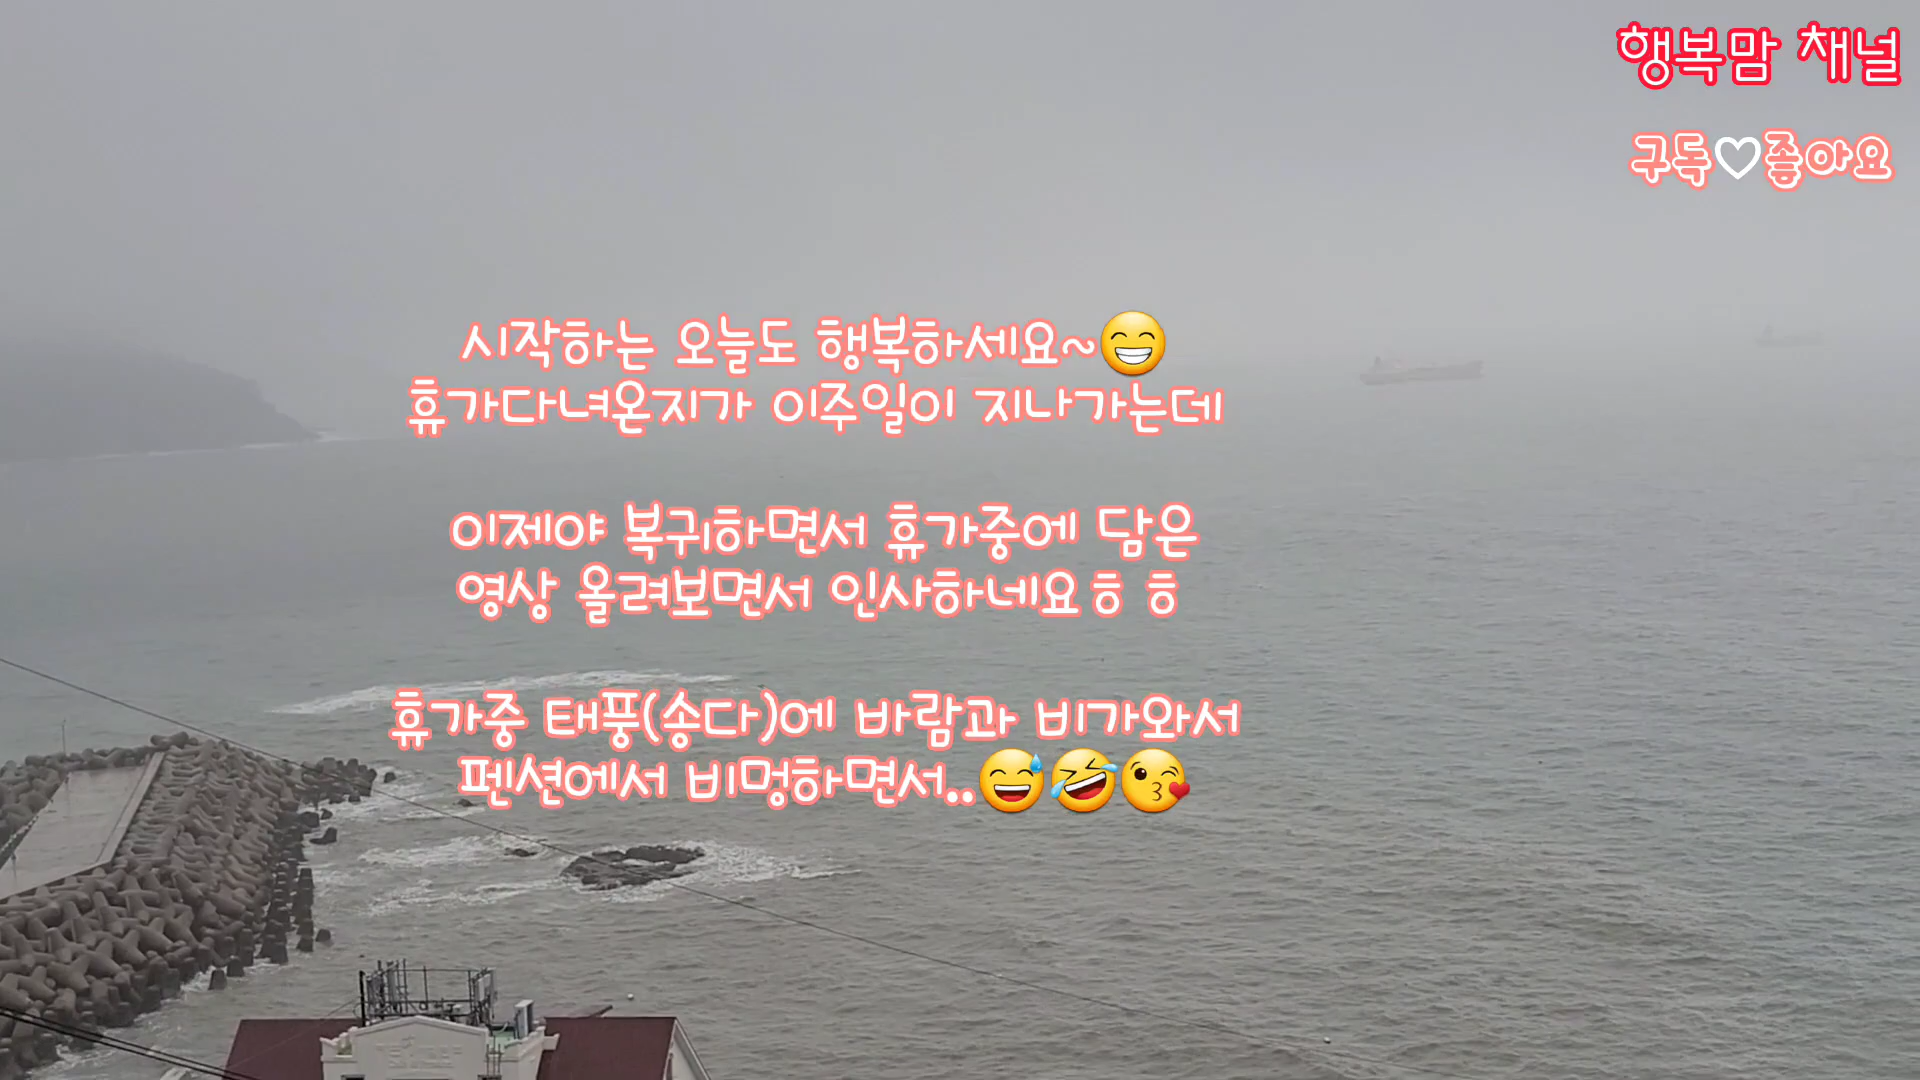 행복맘 채널
구독♡좋아요
시작하는 오늘도 행복하세요~😁
휴가다녀온지가 이주일이 지나가는데
이제야 복귀하면서 휴가중에 담은
영상 올려보면서 인사하네요ㅎㅎ
휴가중 태풍(송다)에 바람과 비가와서
펜션에서 비멍하면서..😅🤣😘